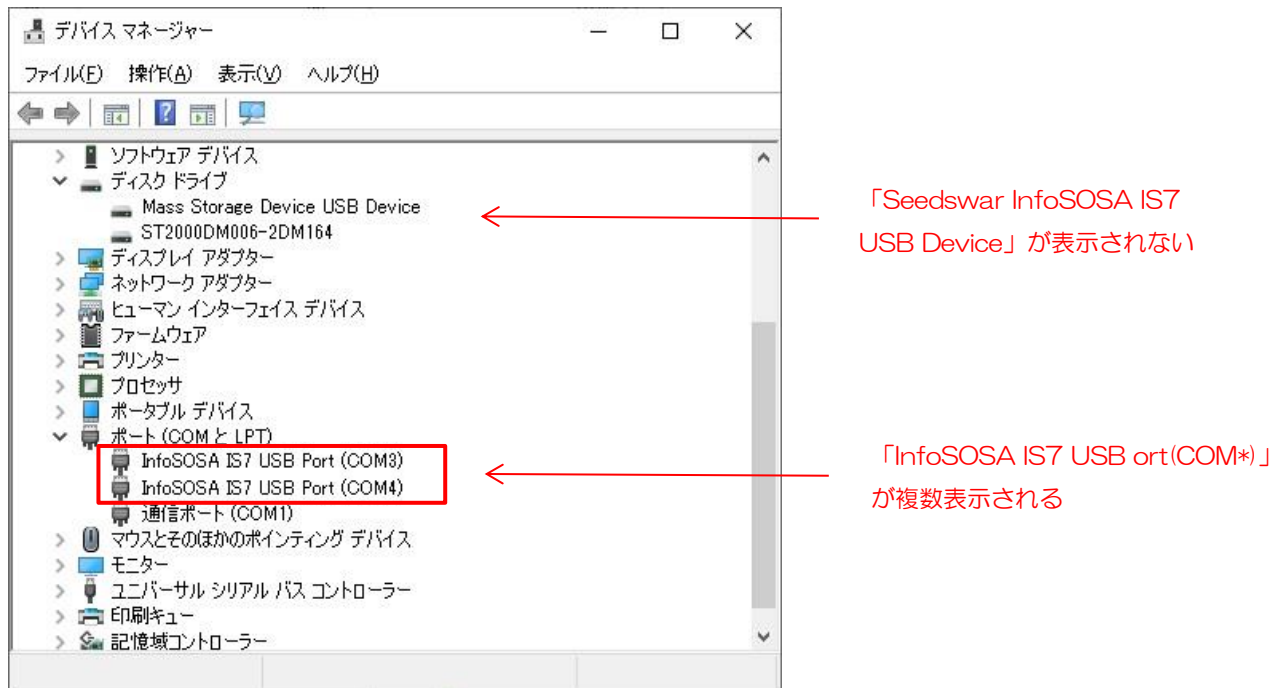 デバイス マネージャー
ファイル(F) 操作(A) 表示(V) ヘルプ(H)
ソフトウェア デバイス
ディスク ドライブ
Mass Storage Device USB Device
ST2000DM006-2DM164
ディスプレイ アダプター
ネットワーク アダプター
ヒューマン インターフェイス デバイス
ファームウェア
プリンター
プロセッサ
ポータブル デバイス
ポート (COM と LPT)
InfoSOSA IS7 USB Port (COM3)
InfoSOSA IS7 USB Port (COM4)
通信ポート (COM1)
マウスとそのほかのポインティング デバイス
モニター
ユニバーサル シリアル バス コントローラー
印刷キュー
記憶域コントローラー
「Seedswar InfoSOSA IS7
USB Device」が表示されない
「InfoSOSA IS7 USB ort(COM*)」
が複数表示される